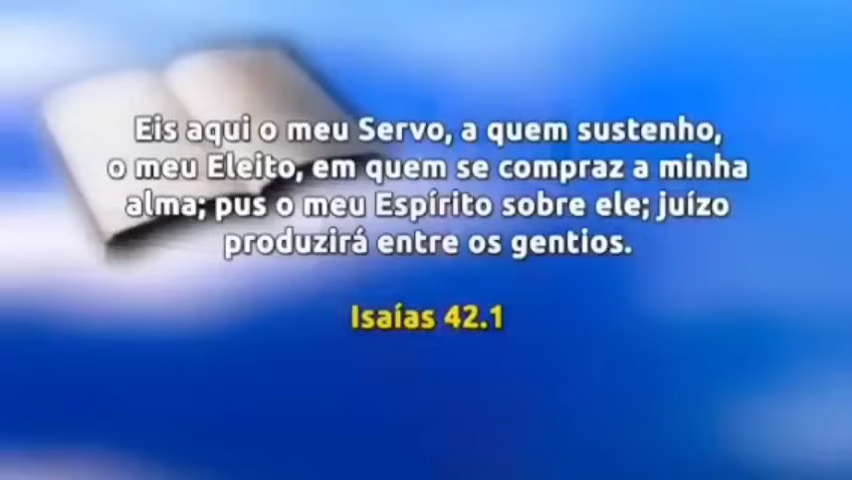 Eis aqui o meu Servo, a quem sustenho,
o meu Eleito, em quem se compraz a minha
alma; pus o meu Espírito sobre ele; juízo
produzirá entre os gentios.
Isaías 42.1